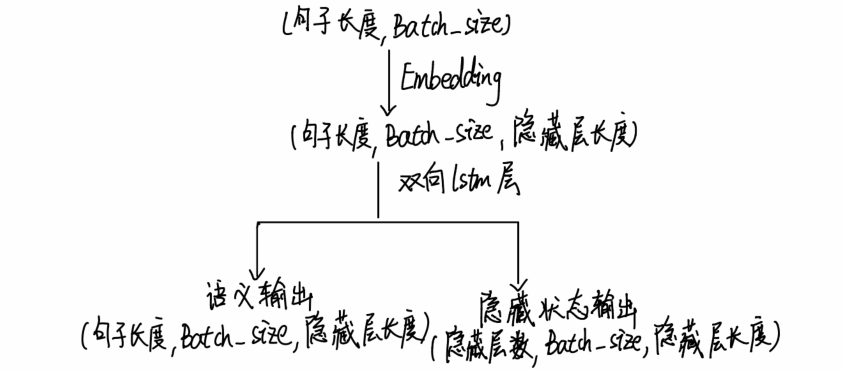 (句子长度,Batch_size)
Embedding
(句子长度,Batch_size,隐藏层长度)
双向lstm层
语义输出
(句子长度,Batch_size,隐藏层长度)
隐藏状态输出
(隐藏层数,Batch_size,隐藏层长度)